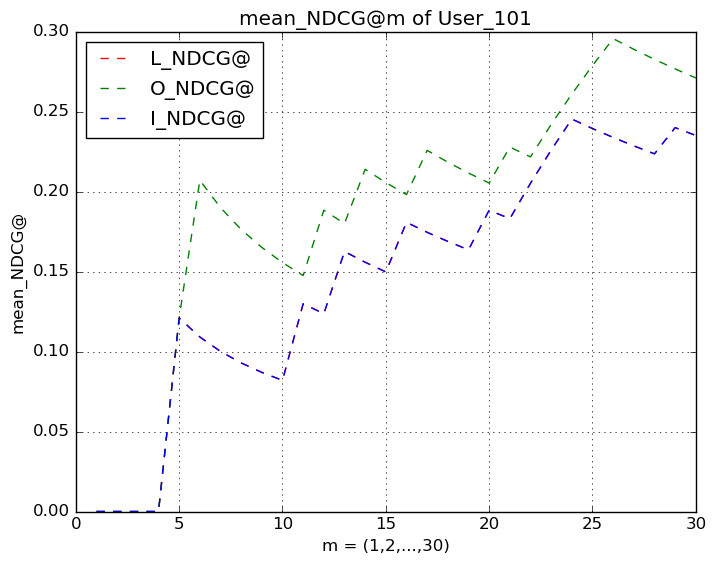 mean_NDCG@m of User_101
L_NDCG@
O_NDCG@
I_NDCG@
mean_NDCG@
0.30
0.25
0.20
0.15
0.10
0.05
0.00
0 5 10 15 20 25 30
m = (1,2,...,30)